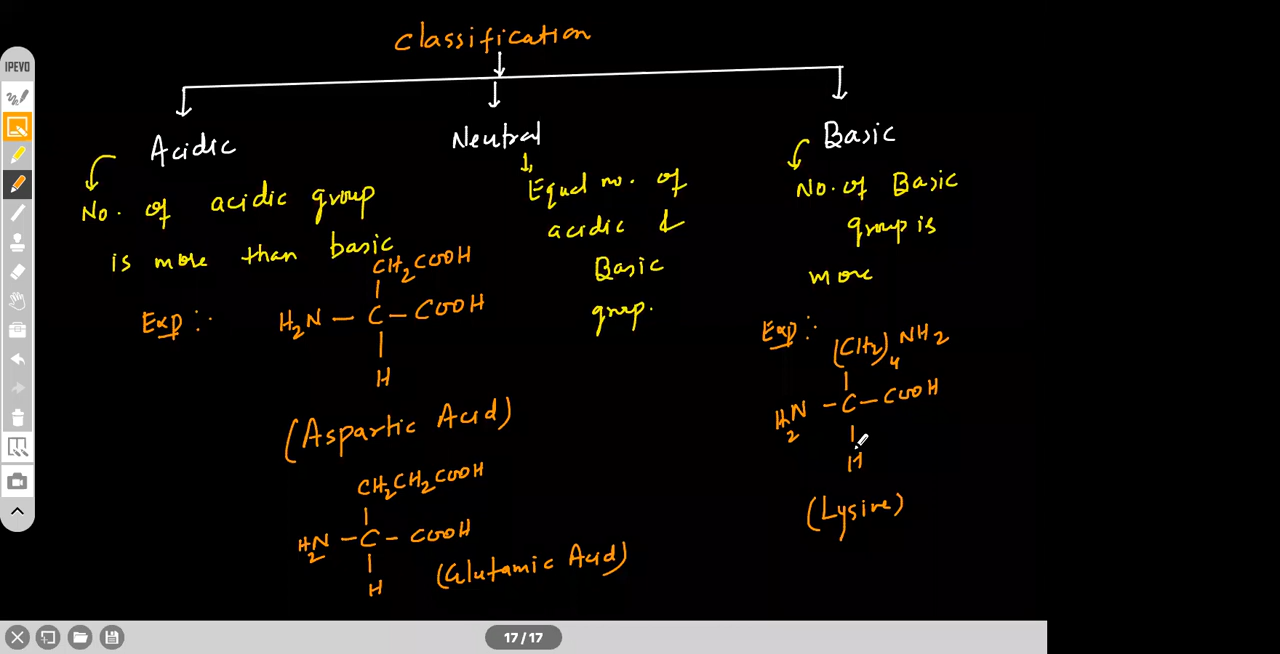 IPEVO
Classification
Acidic
No. of acidic group
is more than basic
Exp :-
CH2COOH
H2N - C - COOH
H
(Aspartic Acid)
CH2CH2COOH
H2N - C - COOH
H
(Glutamic Acid)
Neutral
Equal no. of
acidic &
Basic
group.
Basic
No. of Basic
group is
more
Exp :-
(CH2)4 NH2
H2N - C - COOH
H
(Lysine)
17/17